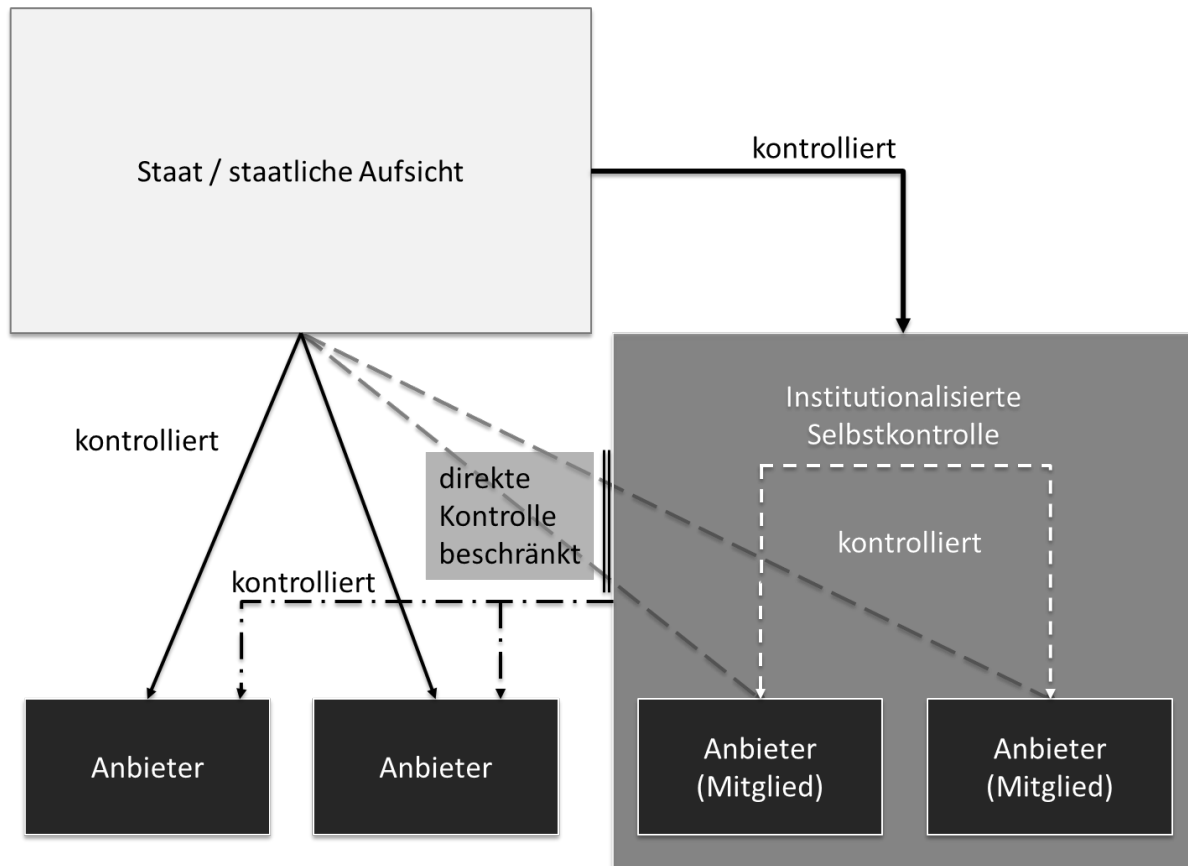 kontrolliert
Staat / staatliche Aufsicht
Institutionalisierte
Selbstkontrolle
kontrolliert
direkte
Kontrolle
beschränkt
kontrolliert
kontrolliert
Anbieter
Anbieter
Anbieter
(Mitglied)
Anbieter
(Mitglied)